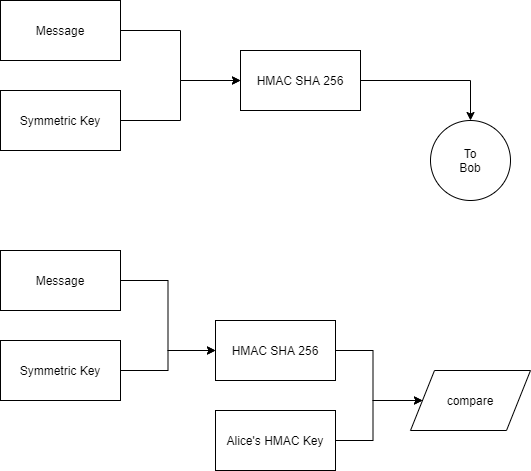 Message
HMAC SHA 256
Symmetric Key
To
Bob
Message
HMAC SHA 256
Symmetric Key
compare
Alice's HMAC Key